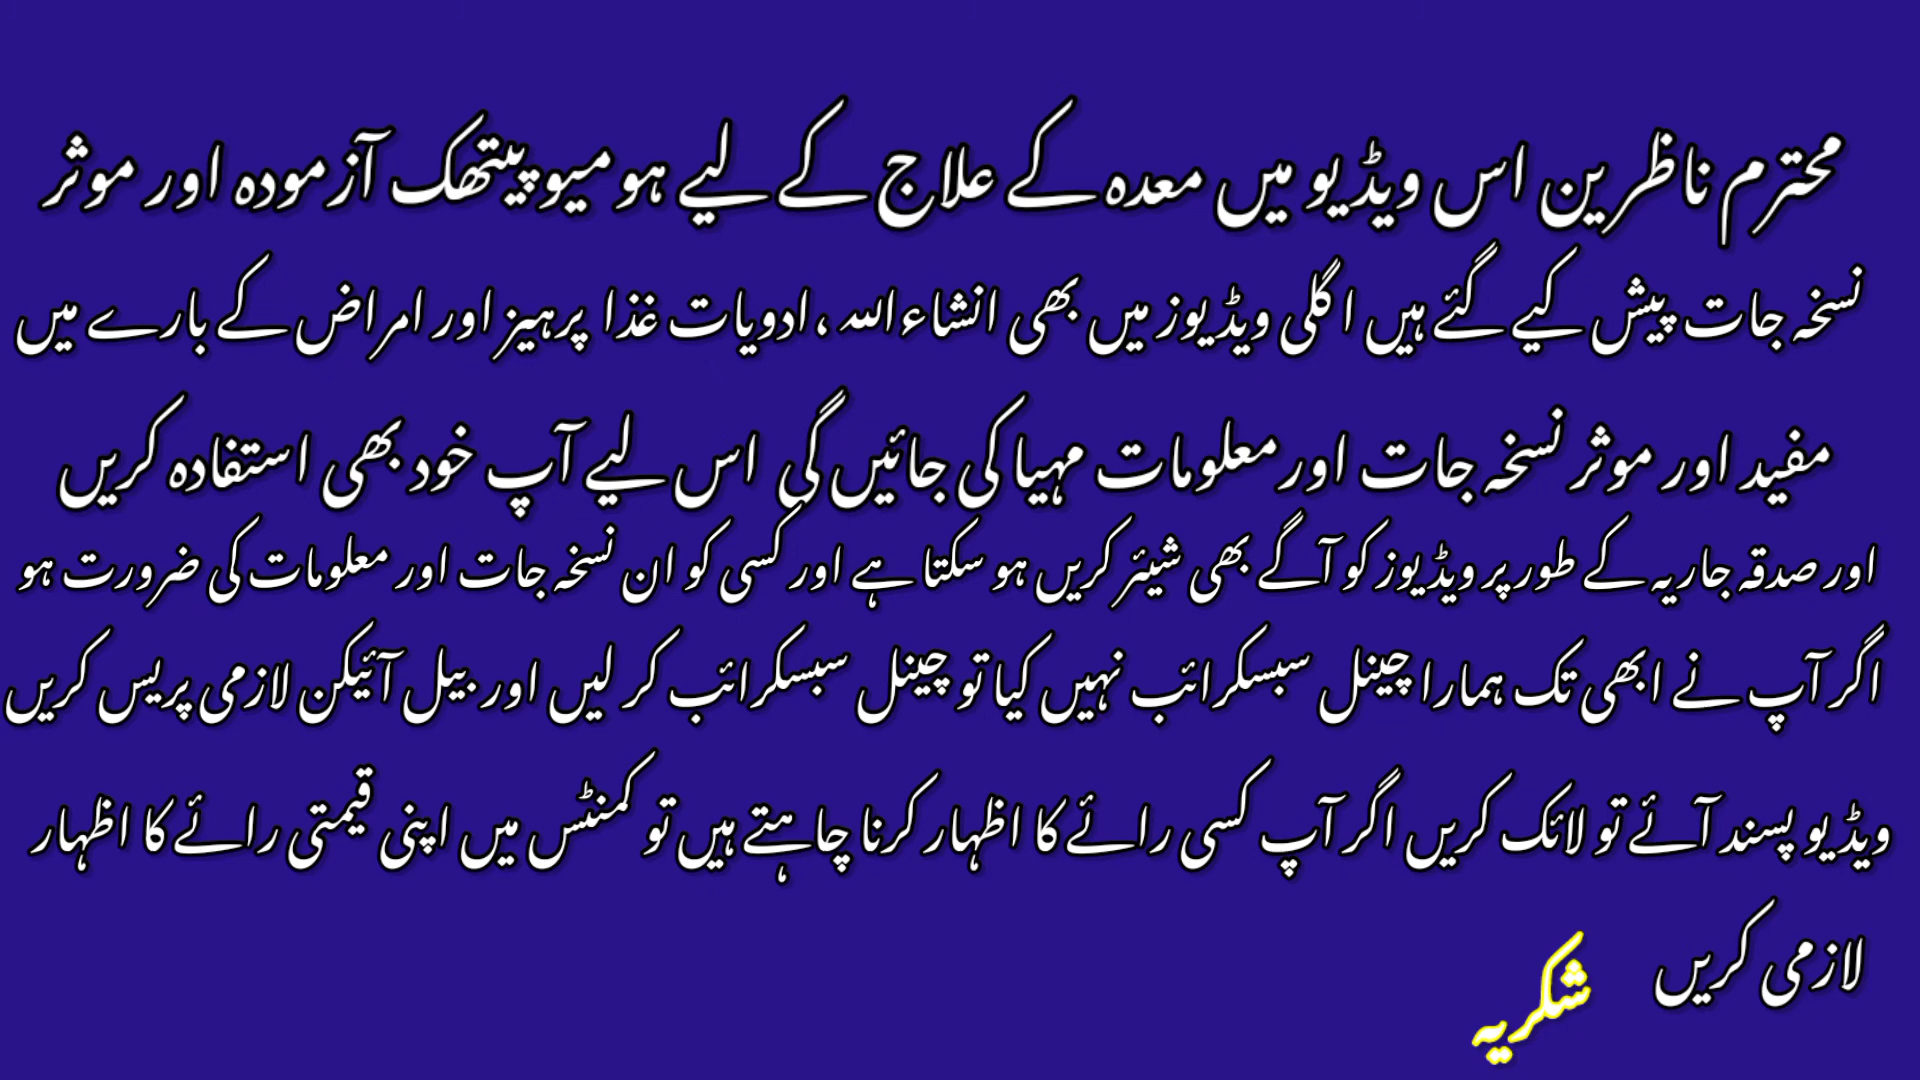 محترم ناظرین اس ویڈیو میں معدہ کے علاج کے لیے ہومیوپیتھک آزمودہ اور موثر
نسخہ جات پیش کیے گئے ہیں اگلی ویڈیوز میں بھی انشاءاللہ ، ادویات غذا پرہیز اور امراض کے بارے میں
مفید اور موثر نسخہ جات اور معلومات مہیا کی جائیں گی اس لیے آپ خود بھی استفادہ کریں
اور صدقہ جاریہ کے طور پر ویڈیوز کو آگے بھی شیئر کریں ہو سکتا ہے اور کسی کو ان نسخہ جات اور معلومات کی ضرورت ہو
اگر آپ نے ابھی تک ہمارا چینل سبسکرائب نہیں کیا تو چینل سبسکرائب کر لیں اور بیل آئیکن لازمی پریس کریں
ویڈیو پسند آئے تو لائک کریں اگر آپ کسی رائے کا اظہار کرنا چاہتے ہیں تو کمنٹس میں اپنی قیمتی رائے کا اظہار
لازمی کریں
شکریہ